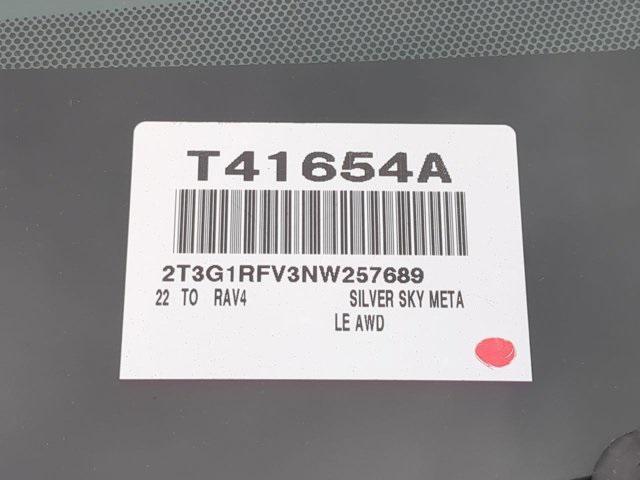 T41654A
2T3G1RFV3NW257689
22 TO RAV4 SILVER SKY META
LE AWD